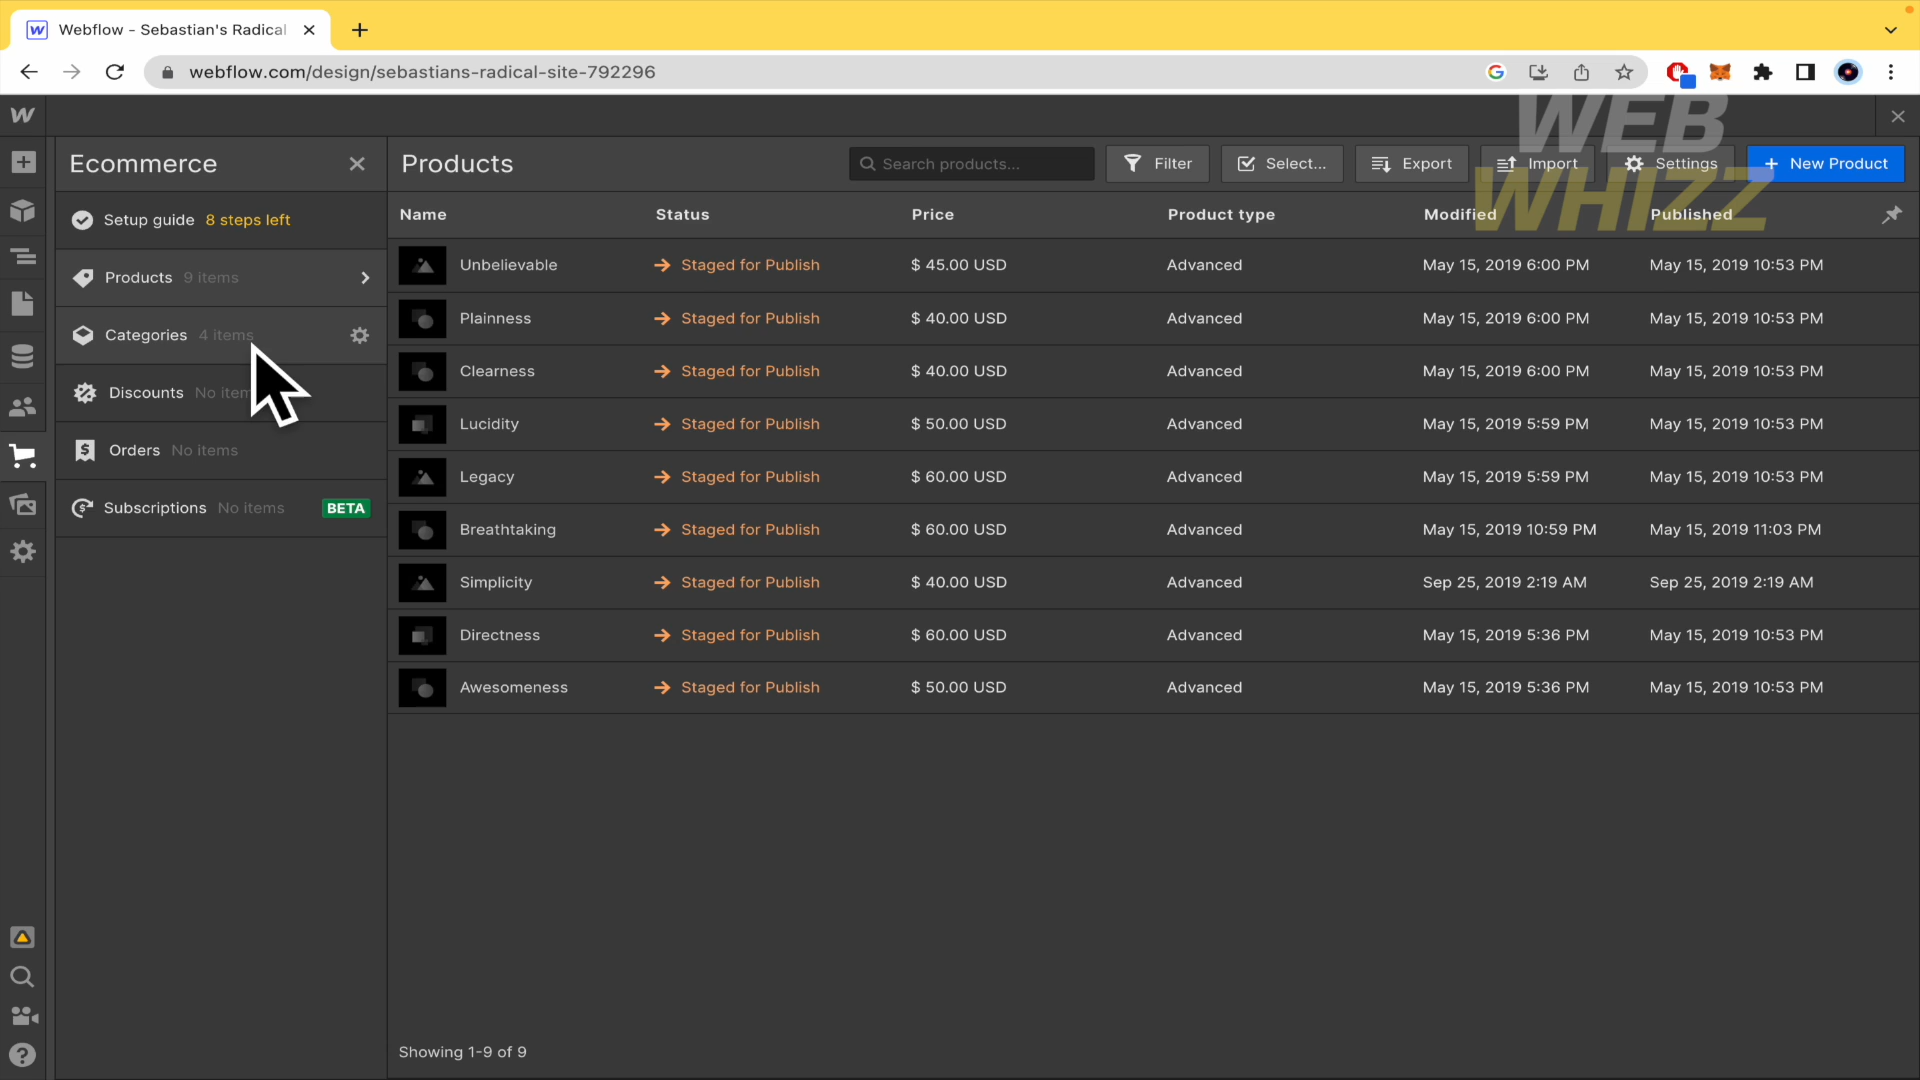 Webflow - Sebastian's Radical
webflow.com/design/sebastians-radical-site-792296
WEB
WHIZZ
Ecommerce
Products
Search products...
Filter
Select...
Export
Import
Settings
+ New Product
Setup guide 8 steps left
Products 9 items
Categories 4 items
Discounts No item
Orders No items
Subscriptions No items BETA
Name Status Price Product type Modified Published
Unbelievable Staged for Publish $ 45.00 USD Advanced May 15, 2019 6:00 PM May 15, 2019 10:53 PM
Plainness Staged for Publish $ 40.00 USD Advanced May 15, 2019 6:00 PM May 15, 2019 10:53 PM
Clearness Staged for Publish $ 40.00 USD Advanced May 15, 2019 6:00 PM May 15, 2019 10:53 PM
Lucidity Staged for Publish $ 50.00 USD Advanced May 15, 2019 5:59 PM May 15, 2019 10:53 PM
Legacy Staged for Publish $ 60.00 USD Advanced May 15, 2019 5:59 PM May 15, 2019 10:53 PM
Breathtaking Staged for Publish $ 60.00 USD Advanced May 15, 2019 10:59 PM May 15, 2019 11:03 PM
Simplicity Staged for Publish $ 40.00 USD Advanced Sep 25, 2019 2:19 AM Sep 25, 2019 2:19 AM
Directness Staged for Publish $ 60.00 USD Advanced May 15, 2019 5:36 PM May 15, 2019 10:53 PM
Awesomeness Staged for Publish $ 50.00 USD Advanced May 15, 2019 5:36 PM May 15, 2019 10:53 PM
Showing 1-9 of 9